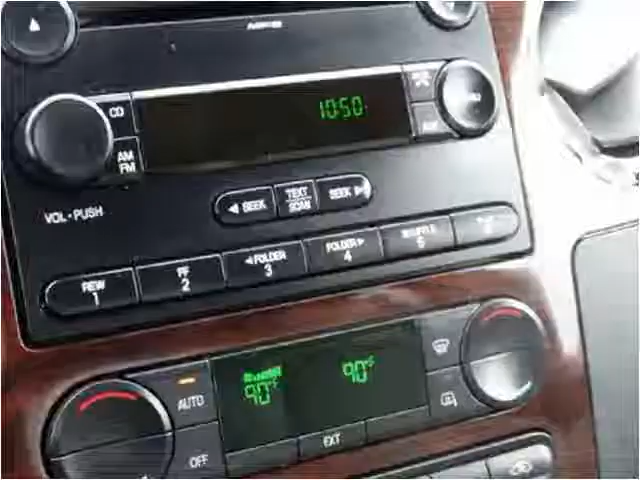 CD
10:50
AM
FM
VOL-PUSH
◄ SEEK TEXT SCAN SEEK ►
REW 1
FF 2
◄ FOLDER 3
FOLDER ► 4
SHUFFLE 5
6
AUTO
90°F
90°F
OFF
EXT